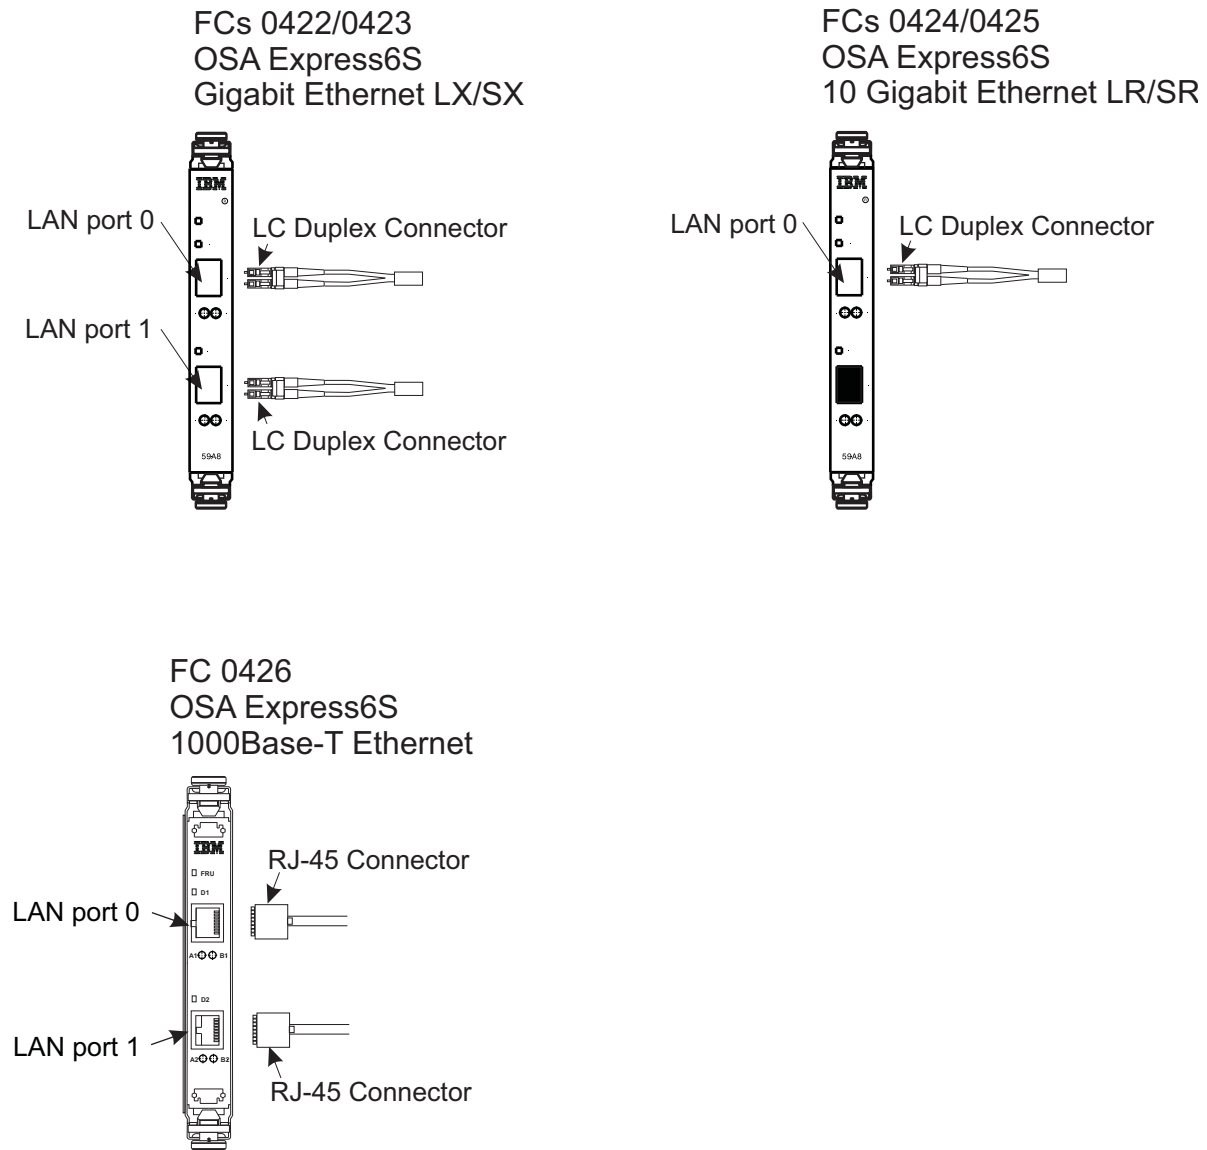 FCs 0422/0423
OSA Express6S
Gigabit Ethernet LX/SX
IBM
LAN port 0
LC Duplex Connector
LAN port 1
LC Duplex Connector
59A8
FCs 0424/0425
OSA Express6S
10 Gigabit Ethernet LR/SR
IBM
LAN port 0
LC Duplex Connector
59A8
FC 0426
OSA Express6S
1000Base-T Ethernet
IBM
RJ-45 Connector
FRU
D1
LAN port 0
A1 B1
D2
LAN port 1
A2 B2
RJ-45 Connector